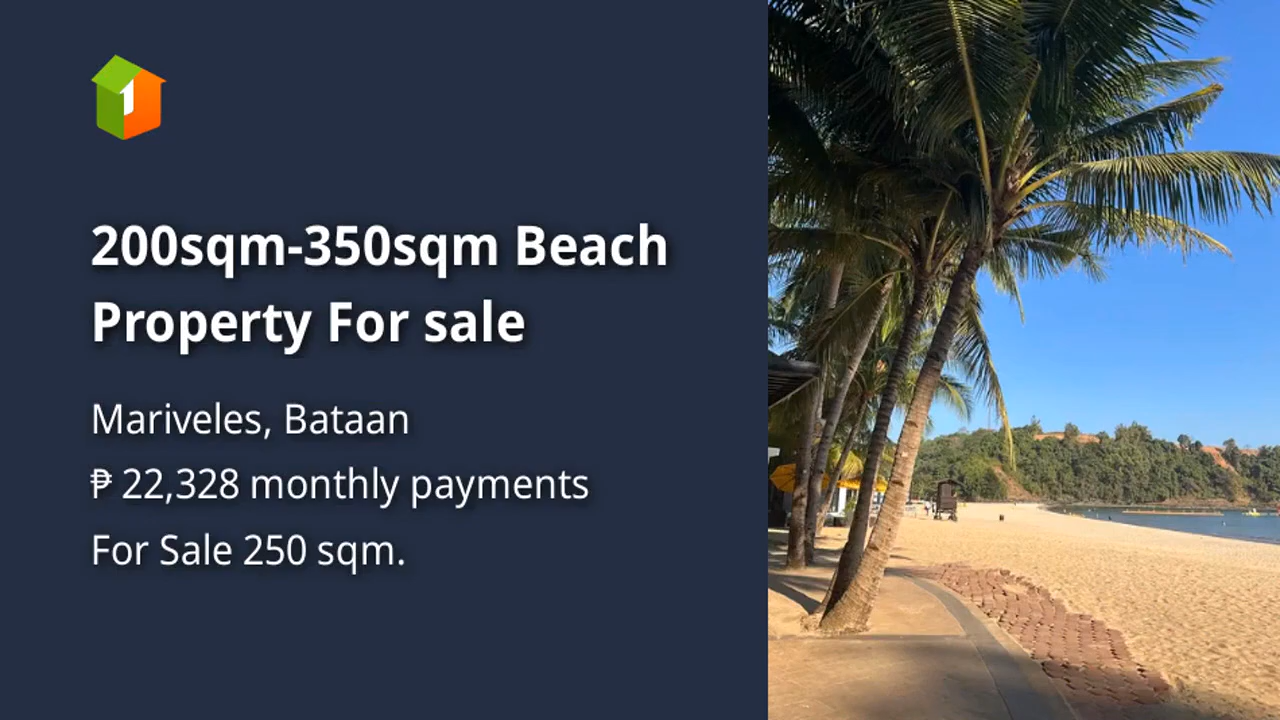 200sqm-350sqm Beach
Property For sale
Mariveles, Bataan
₱ 22,328 monthly payments
For Sale 250 sqm.